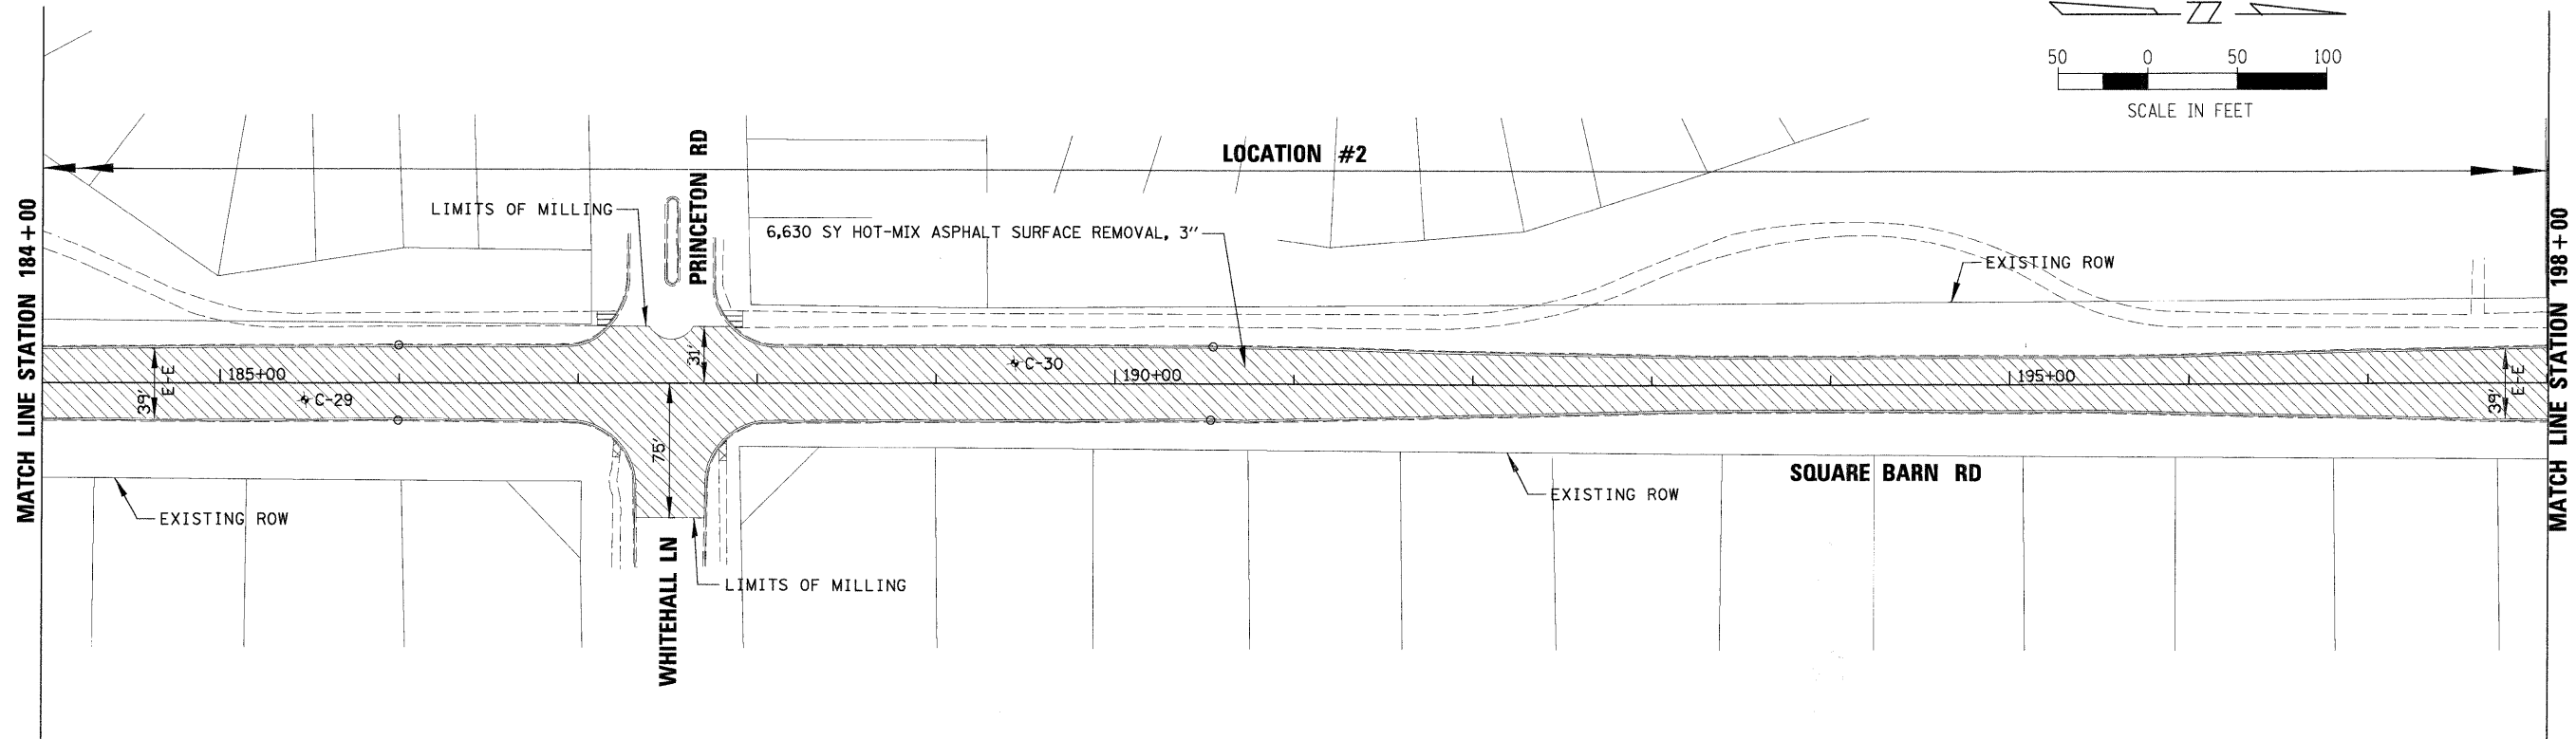 50 0 50 100
SCALE IN FEET
LOCATION #2
PRINCETON RD
LIMITS OF MILLING
6,630 SY HOT-MIX ASPHALT SURFACE REMOVAL, 3"
EXISTING ROW
MATCH LINE STATION 184+00
MATCH LINE STATION 198+00
31'
C-30
185+00
190+00
195+00
39'
E-E
C-29
39'
E-E
75'
SQUARE BARN RD
EXISTING ROW
EXISTING ROW
WHITEHALL LN
LIMITS OF MILLING